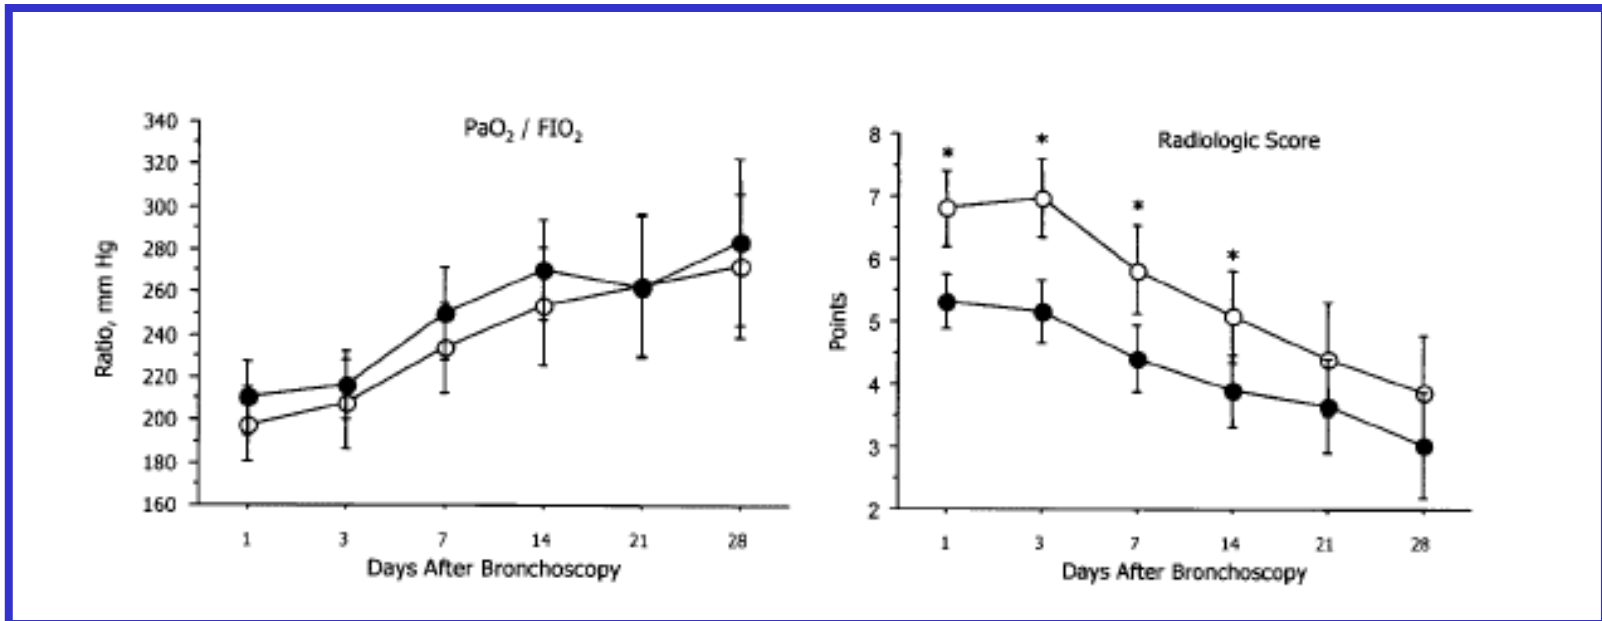 PaO2 / FIO2
340
320
300
280
260
240
220
200
180
160
Ratio, mm Hg
1 3 7 14 21 28
Days After Bronchoscopy
Radiologic Score
8
7
6
5
4
3
2
Points
* * * *
1 3 7 14 21 28
Days After Bronchoscopy